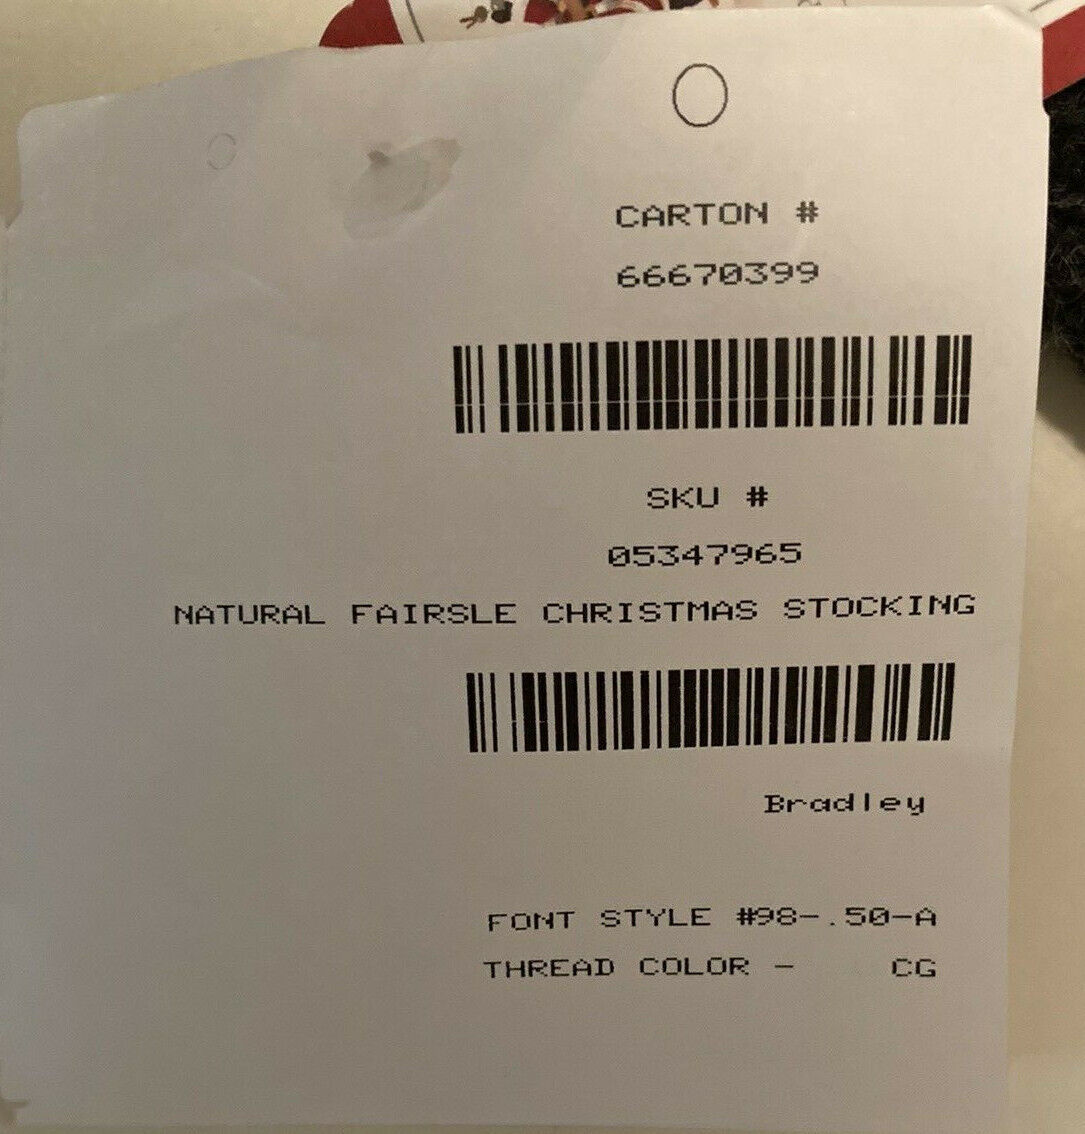 CARTON #
66670399
SKU #
05347965
NATURAL FAIRSLE CHRISTMAS STOCKING
Bradley
FONT STYLE #98-.50-A
THREAD COLOR - CG